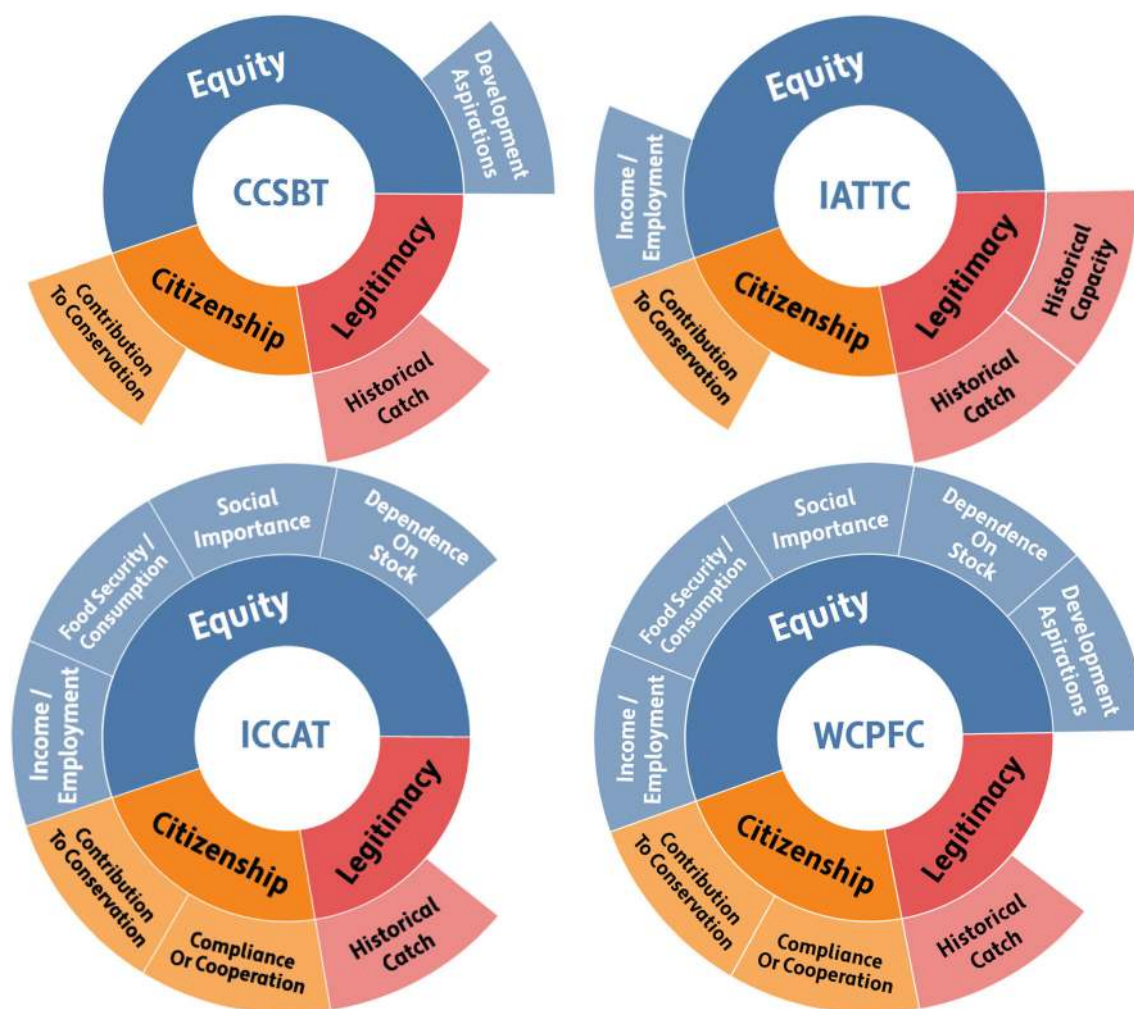 Equity
Development
Aspirations
CCSBT
Citizenship
Legitimacy
Contribution
To Conservation
Historical
Catch
Equity
Income /
Employment
IATTC
Historical
Capacity
Citizenship
Legitimacy
Contribution
To Conservation
Historical
Catch
Social
Importance
Dependence
On
Stock
Food Security /
Consumption
Equity
Income /
Employment
ICCAT
Citizenship
Legitimacy
Contribution
To Conservation
Compliance
Or Cooperation
Historical
Catch
Social
Importance
Dependence
On
Stock
Food Security /
Consumption
Equity
Development
Aspirations
Income /
Employment
WCPFC
Citizenship
Legitimacy
Contribution
To Conservation
Compliance
Or Cooperation
Historical
Catch